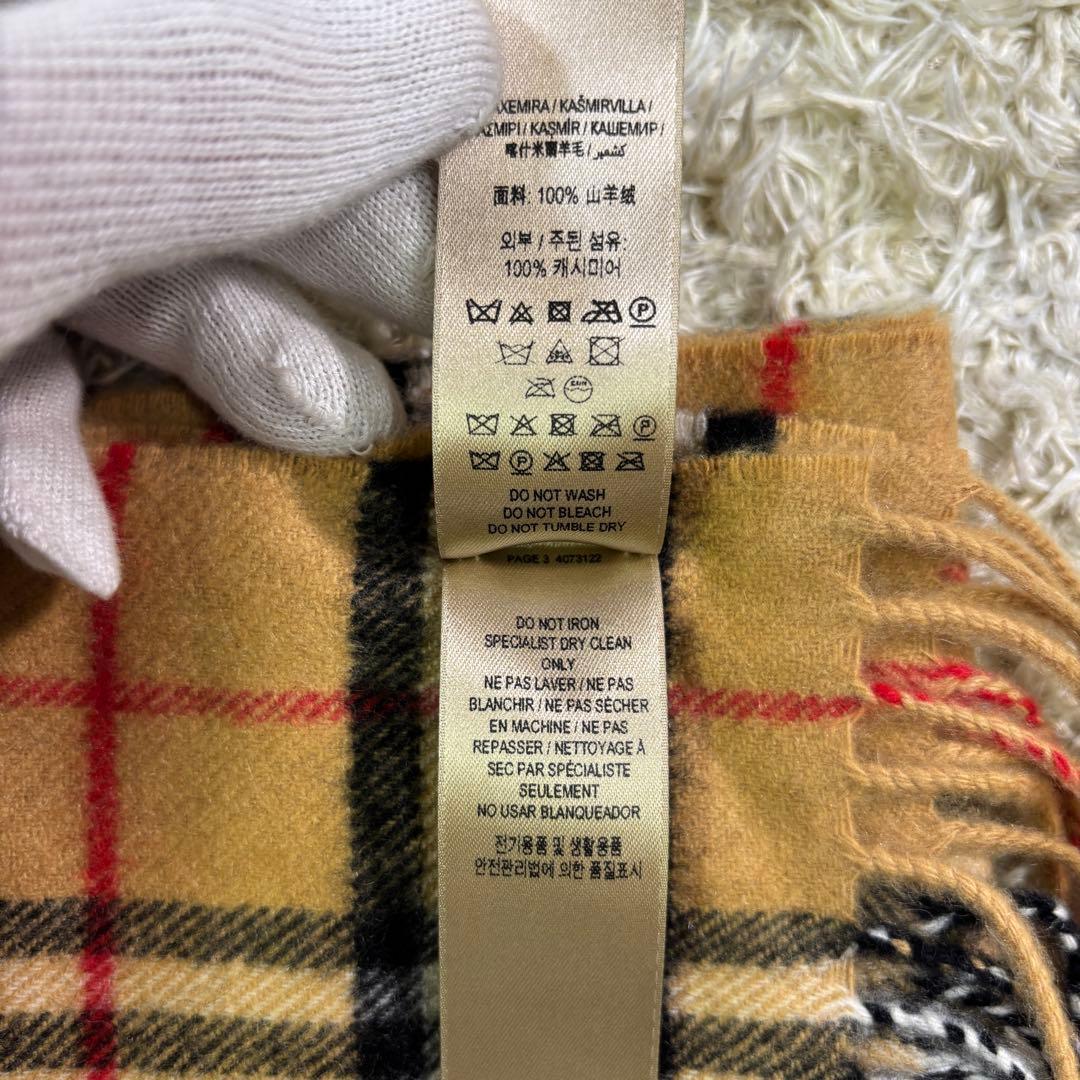 AXEMIRA / KAŠMIRVILLA /
ΑΣΜΙΡΙ / KAŞMİR / КАШЕМИР /
喀什米爾羊毛 / كشمير
面料: 100% 山羊绒
외부 / 주된 섬유
100% 캐시미어
DO NOT WASH
DO NOT BLEACH
DO NOT TUMBLE DRY
PAGE 3 4073122
DO NOT IRON
SPECIALIST DRY CLEAN
ONLY
NE PAS LAVER / NE PAS
BLANCHIR / NE PAS SÉCHER
EN MACHINE / NE PAS
REPASSER / NETTOYAGE À
SEC PAR SPÉCIALISTE
SEULEMENT
NO USAR BLANQUEADOR
전기용품 및 생활용품
안전관리법에 의한 품질표시